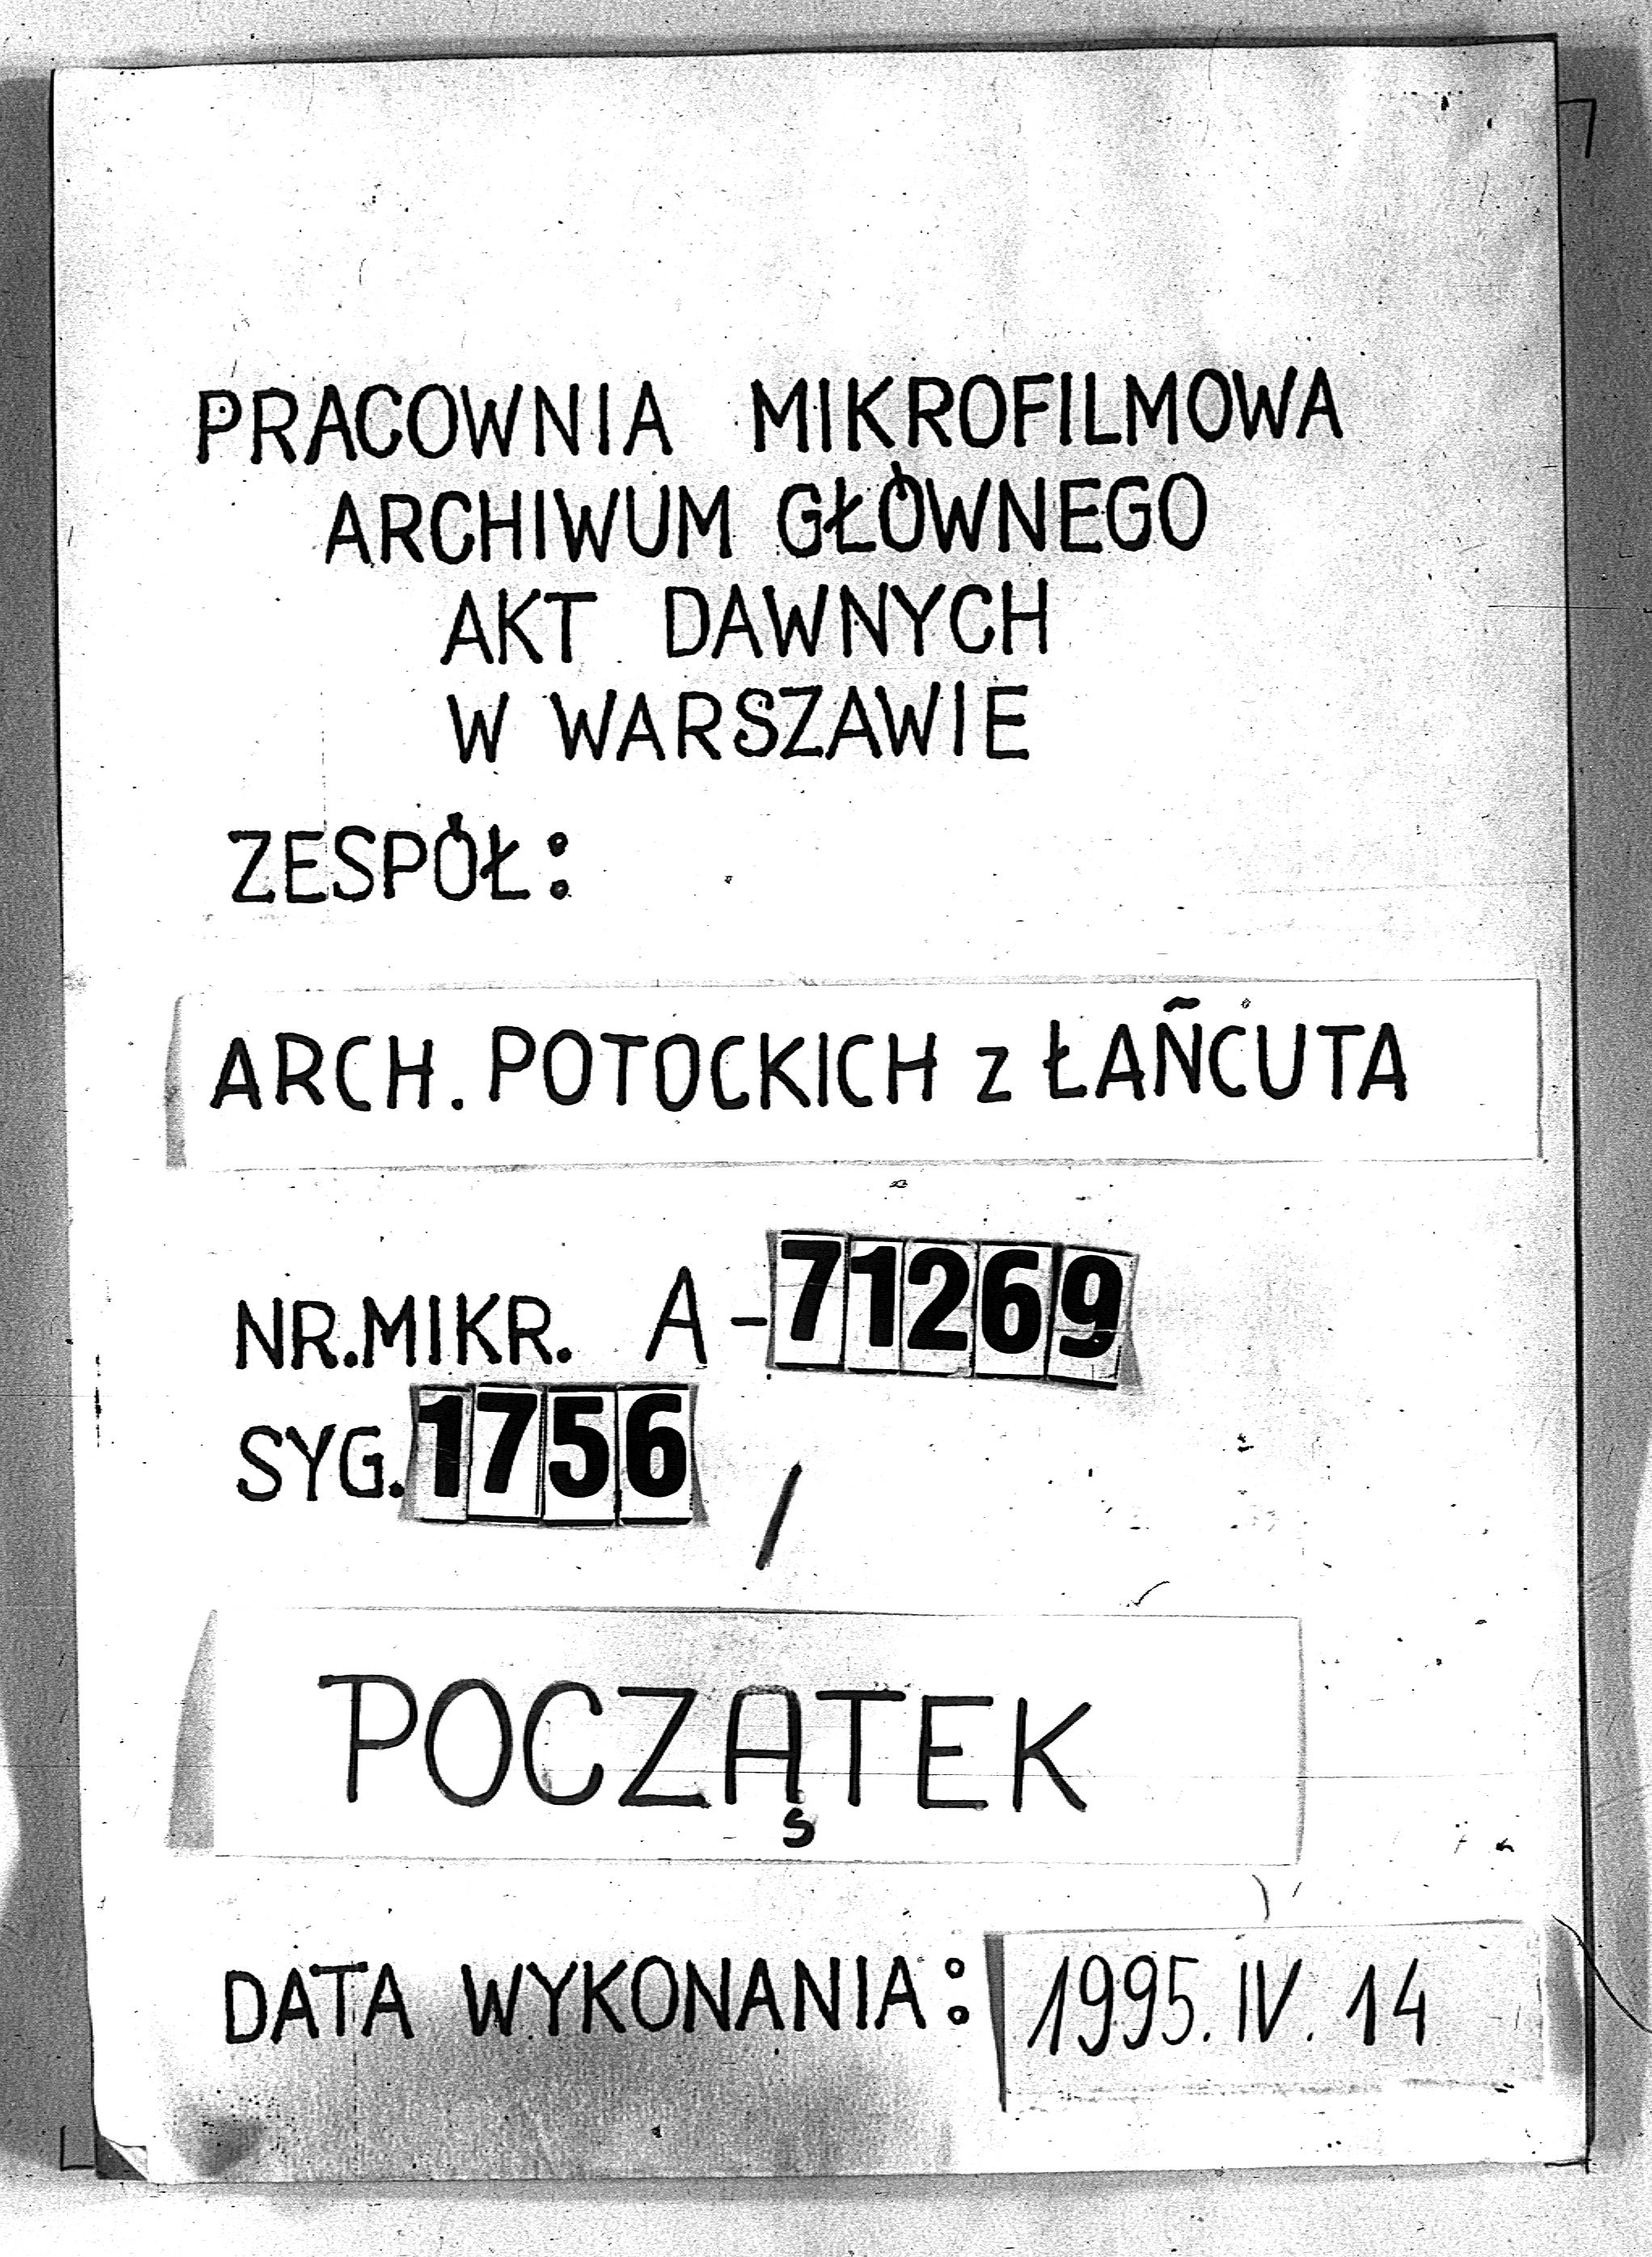 PRACOWNIA MIKROFILMOWA
ARCHIWUM GŁÓWNEGO
AKT DAWNYCH
W WARSZAWIE
ZESPÓŁ:
ARCH. POTOCKICH z ŁAŃCUTA
NR.MIKR. A-71269
SYG. 1756 /
POCZĄTEK
DATA WYKONANIA: 1995. IV. 14